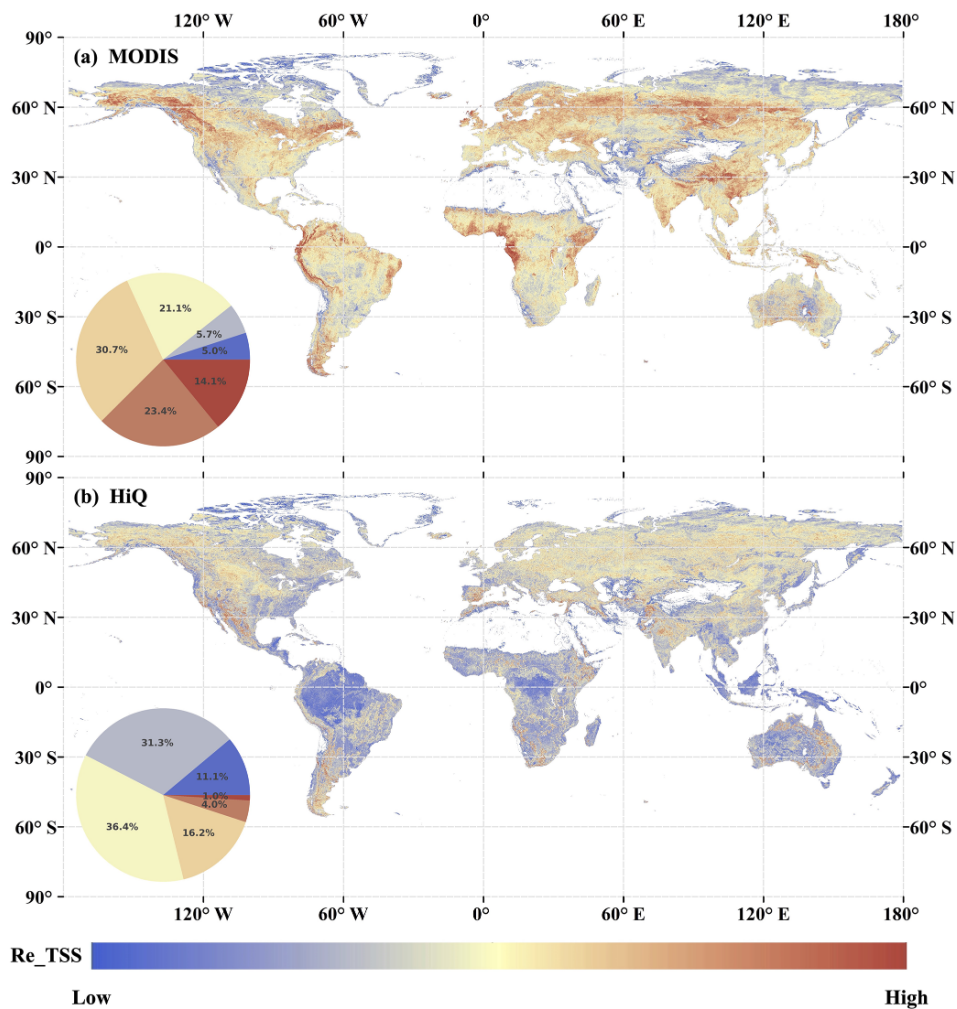 120° W 60° W 0° 60° E 120° E 180°
90°
(a) MODIS
60° N 60° N
30° N 30° N
0° 0°
30° S 30° S
60° S 60° S
90°
21.1%
5.7%
5.0%
30.7%
14.1%
23.4%
90°
(b) HiQ
60° N 60° N
30° N 30° N
0° 0°
30° S 30° S
60° S 60° S
90°
31.3%
11.1%
1.0%
4.0%
36.4%
16.2%
120° W 60° W 0° 60° E 120° E 180°
Re_TSS
Low High